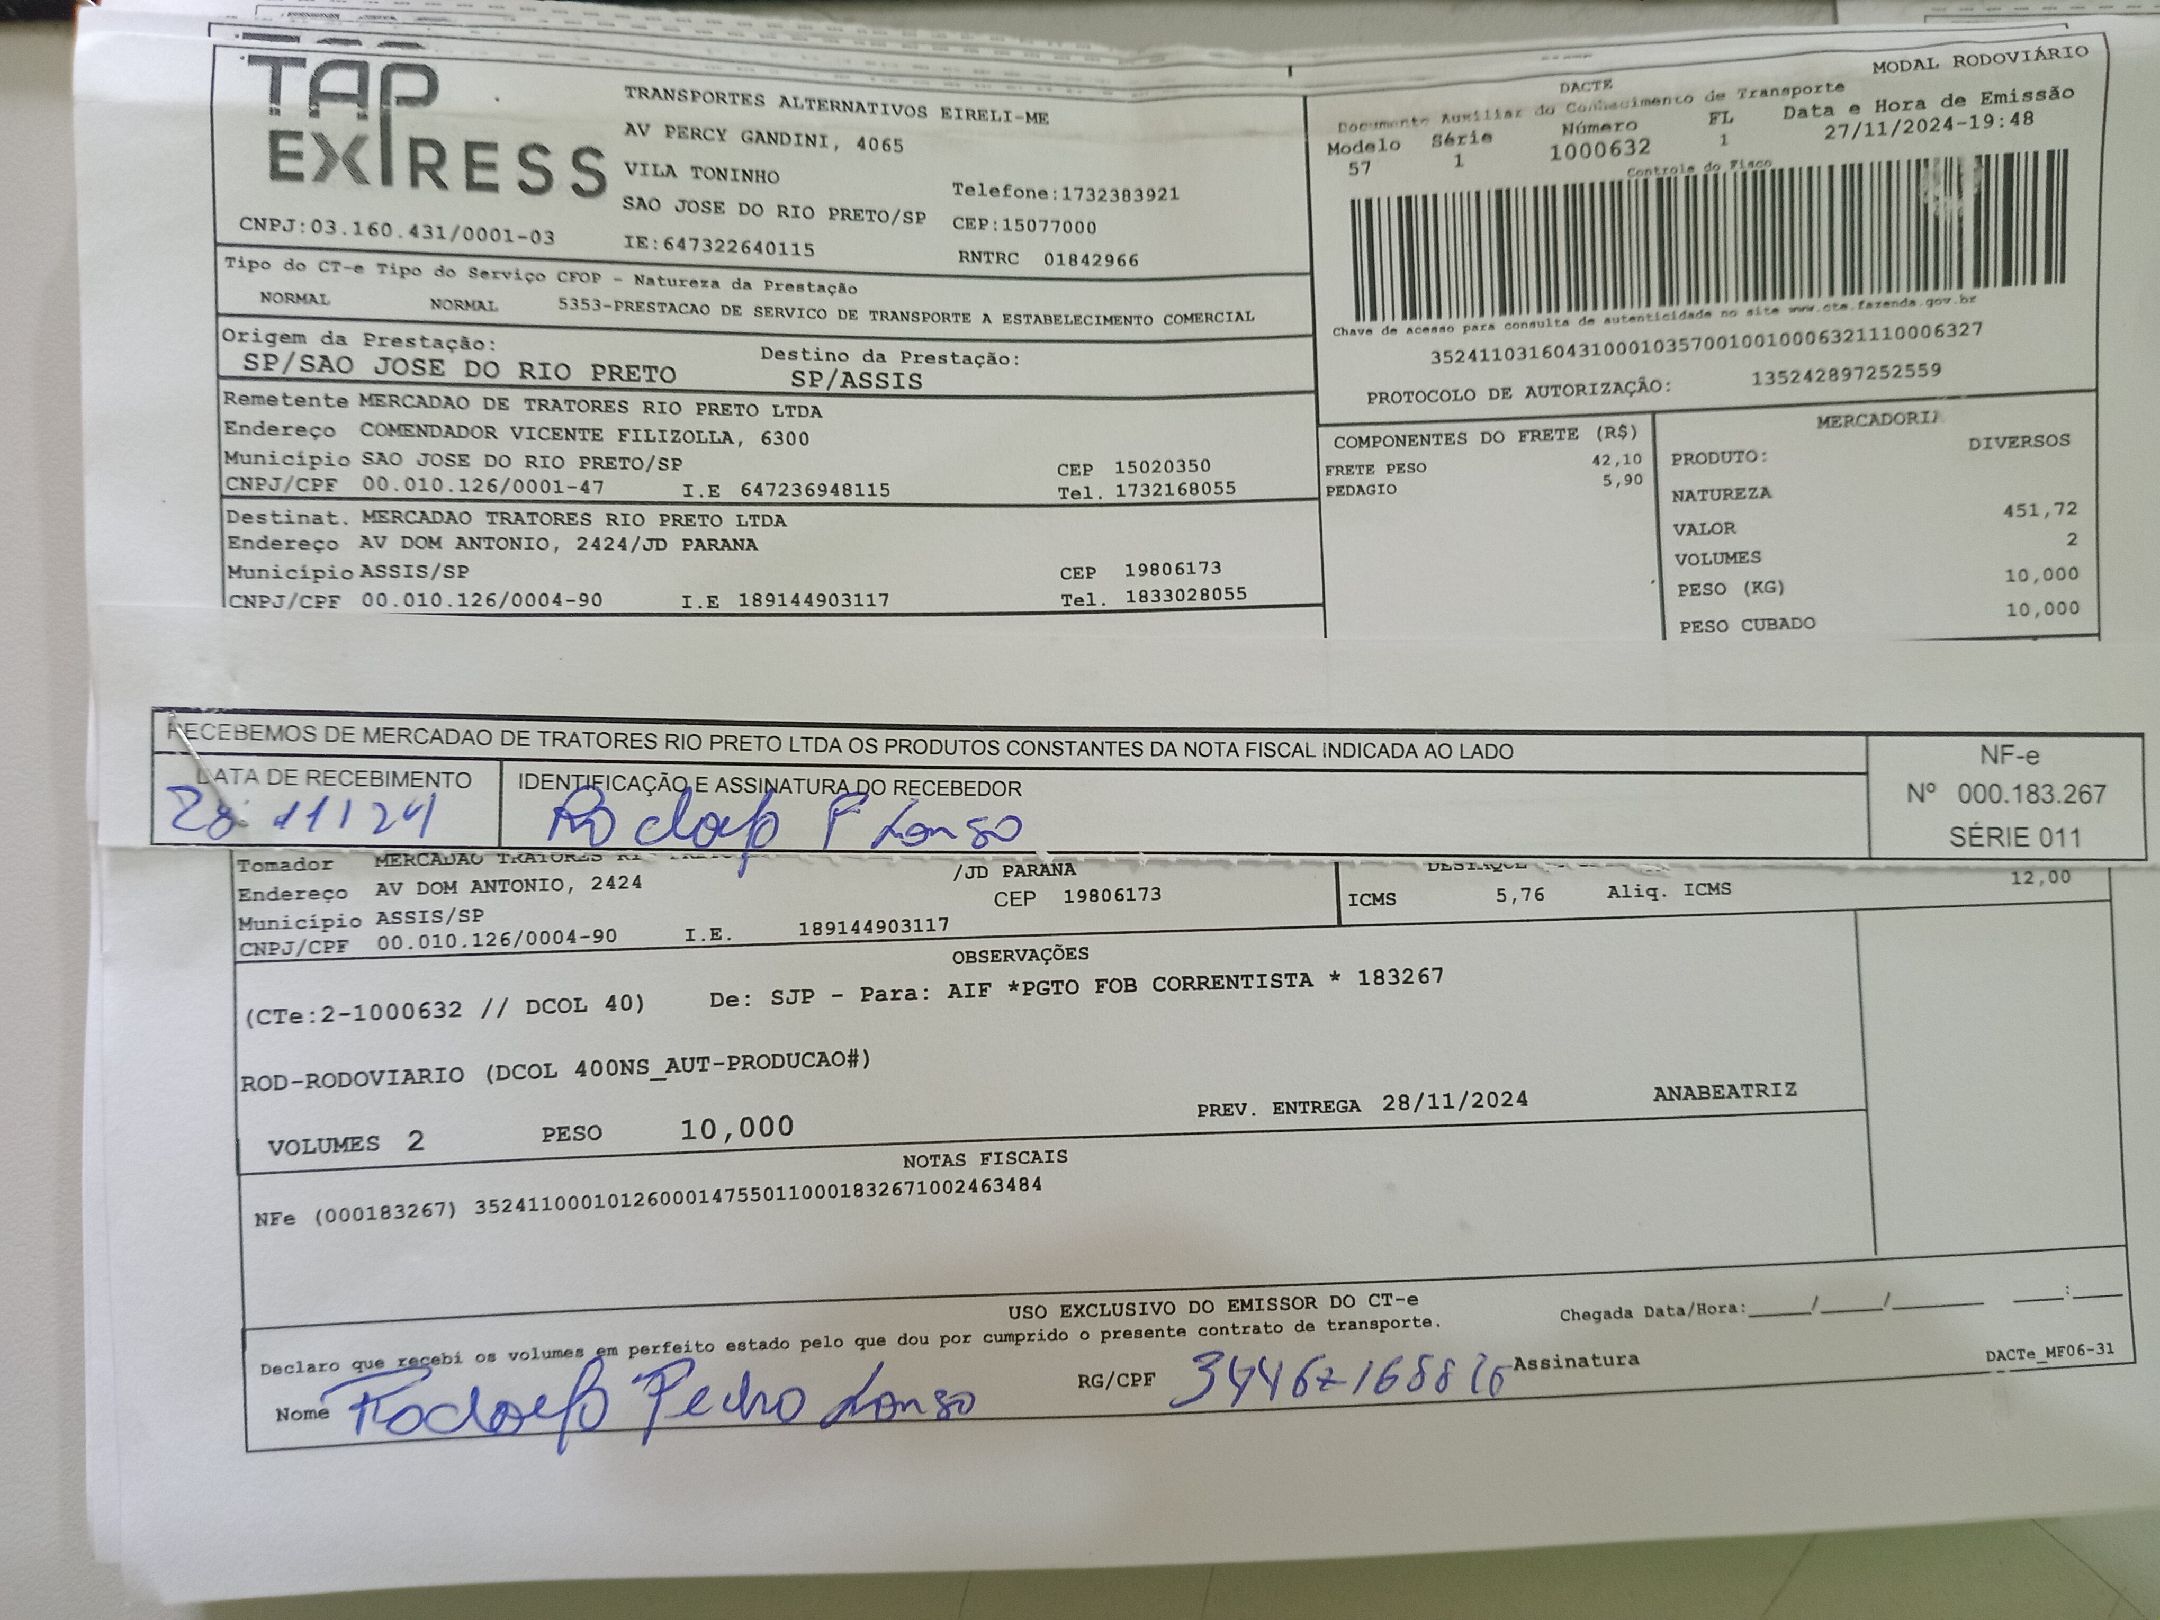 TAP
EXPRESS
CNPJ:03.160.431/0001-03
TRANSPORTES ALTERNATIVOS EIRELI-ME
AV PERCY GANDINI, 4065
VILA TONINHO
Telefone:1732383921
SAO JOSE DO RIO PRETO/SP CEP:15077000
IE:647322640115 RNTRC 01842966
MODAL RODOVIÁRIO
DACTE
Documento Auxiliar do Conhecimento de Transporte
Modelo Série Número FL Data e Hora de Emissão
57 1 1000632 1 27/11/2024-19:48
Controle do Fisco
Chave de acesso para consulta de autenticidade no site www.cte.fazenda.gov.br
35241103160431000103570010010006321110006327
PROTOCOLO DE AUTORIZAÇÃO: 135242897252559
Tipo do CT-e Tipo do Serviço CFOP - Natureza da Prestação
NORMAL NORMAL 5353-PRESTACAO DE SERVICO DE TRANSPORTE A ESTABELECIMENTO COMERCIAL
Origem da Prestação: Destino da Prestação:
SP/SAO JOSE DO RIO PRETO SP/ASSIS
Remetente MERCADAO DE TRATORES RIO PRETO LTDA
Endereço COMENDADOR VICENTE FILIZOLLA, 6300
Município SAO JOSE DO RIO PRETO/SP CEP 15020350
CNPJ/CPF 00.010.126/0001-47 I.E 647236948115 Tel. 1732168055
Destinat. MERCADAO TRATORES RIO PRETO LTDA
Endereço AV DOM ANTONIO, 2424/JD PARANA
Município ASSIS/SP CEP 19806173
CNPJ/CPF 00.010.126/0004-90 I.E 189144903117 Tel. 1833028055
COMPONENTES DO FRETE (R$)
FRETE PESO 42,10
PEDAGIO 5,90
MERCADORIA
PRODUTO: DIVERSOS
NATUREZA
VALOR 451,72
VOLUMES 2
PESO (KG) 10,000
PESO CUBADO 10,000
RECEBEMOS DE MERCADAO DE TRATORES RIO PRETO LTDA OS PRODUTOS CONSTANTES DA NOTA FISCAL INDICADA AO LADO
DATA DE RECEBIMENTO IDENTIFICAÇÃO E ASSINATURA DO RECEBEDOR
28 11 24 Rodolfo P Lonso
NF-e
Nº 000.183.267
SÉRIE 011
Tomador MERCADAO TRATORES
Endereço AV DOM ANTONIO, 2424 /JD PARANA
Município ASSIS/SP CEP 19806173
CNPJ/CPF 00.010.126/0004-90 I.E. 189144903117
DESTAQUE
ICMS 5,76 Aliq. ICMS 12,00
OBSERVAÇÕES
(CTe:2-1000632 // DCOL 40) De: SJP - Para: AIF *PGTO FOB CORRENTISTA * 183267
ROD-RODOVIARIO (DCOL 400NS_AUT-PRODUCAO#)
VOLUMES 2 PESO 10,000 PREV. ENTREGA 28/11/2024 ANABEATRIZ
NOTAS FISCAIS
NFe (000183267) 35241100010126000147550110001832671002463484
USO EXCLUSIVO DO EMISSOR DO CT-e
Declaro que recebi os volumes em perfeito estado pelo que dou por cumprido o presente contrato de transporte.
Chegada Data/Hora:____/____/______ ___:___
Nome Rodolfo Pedro Lonso RG/CPF Assinatura
DACTe_MF06-31